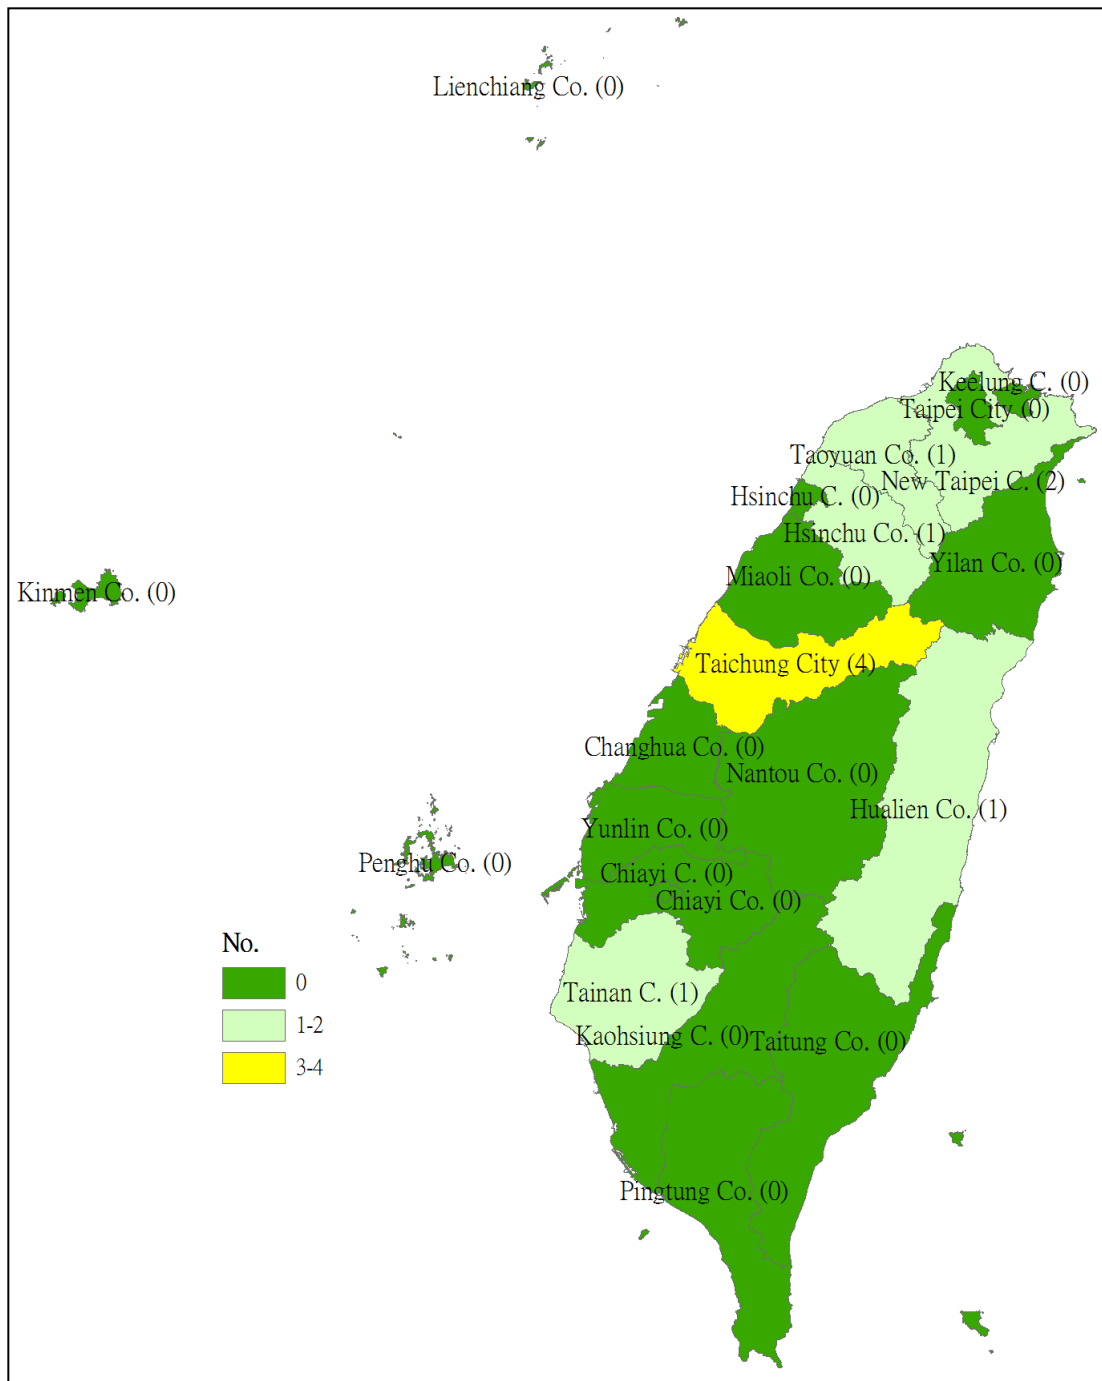 Lienchiang Co. (0)
Keelung C. (0)
Taipei City (0)
Taoyuan Co. (1)
New Taipei C. (2)
Hsinchu C. (0)
Hsinchu Co. (1)
Yilan Co. (0)
Miaoli Co. (0)
Kinmen Co. (0)
Taichung City (4)
Changhua Co. (0)
Nantou Co. (0)
Hualien Co. (1)
Yunlin Co. (0)
Penghu Co. (0)
Chiayi C. (0)
Chiayi Co. (0)
No.
0
1-2
3-4
Tainan C. (1)
Kaohsiung C. (0)
Taitung Co. (0)
Pingtung Co. (0)